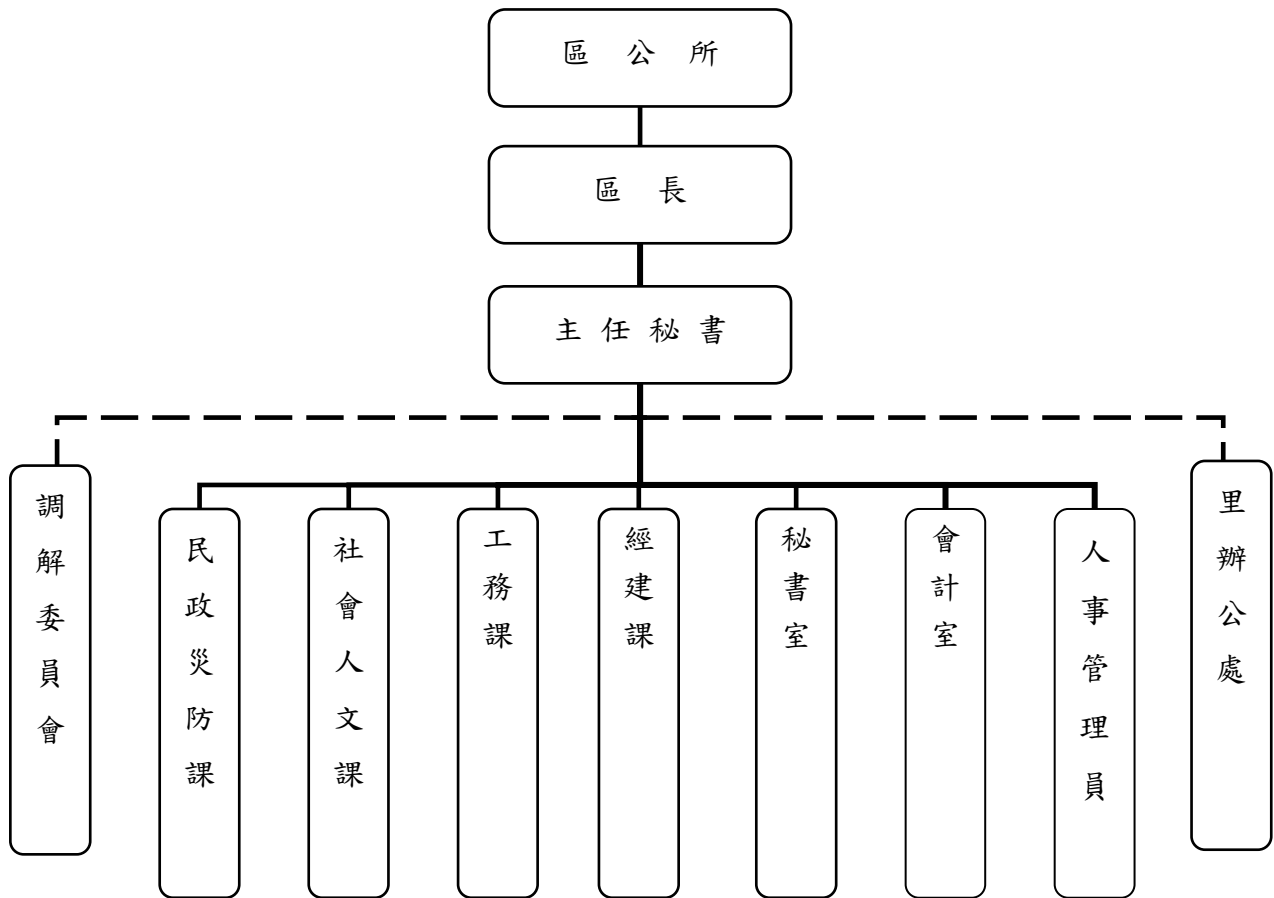 區公所
區長
主任秘書
調解委員會
民政災防課
社會人文課
工務課
經建課
秘書室
會計室
人事管理員
里辦公處